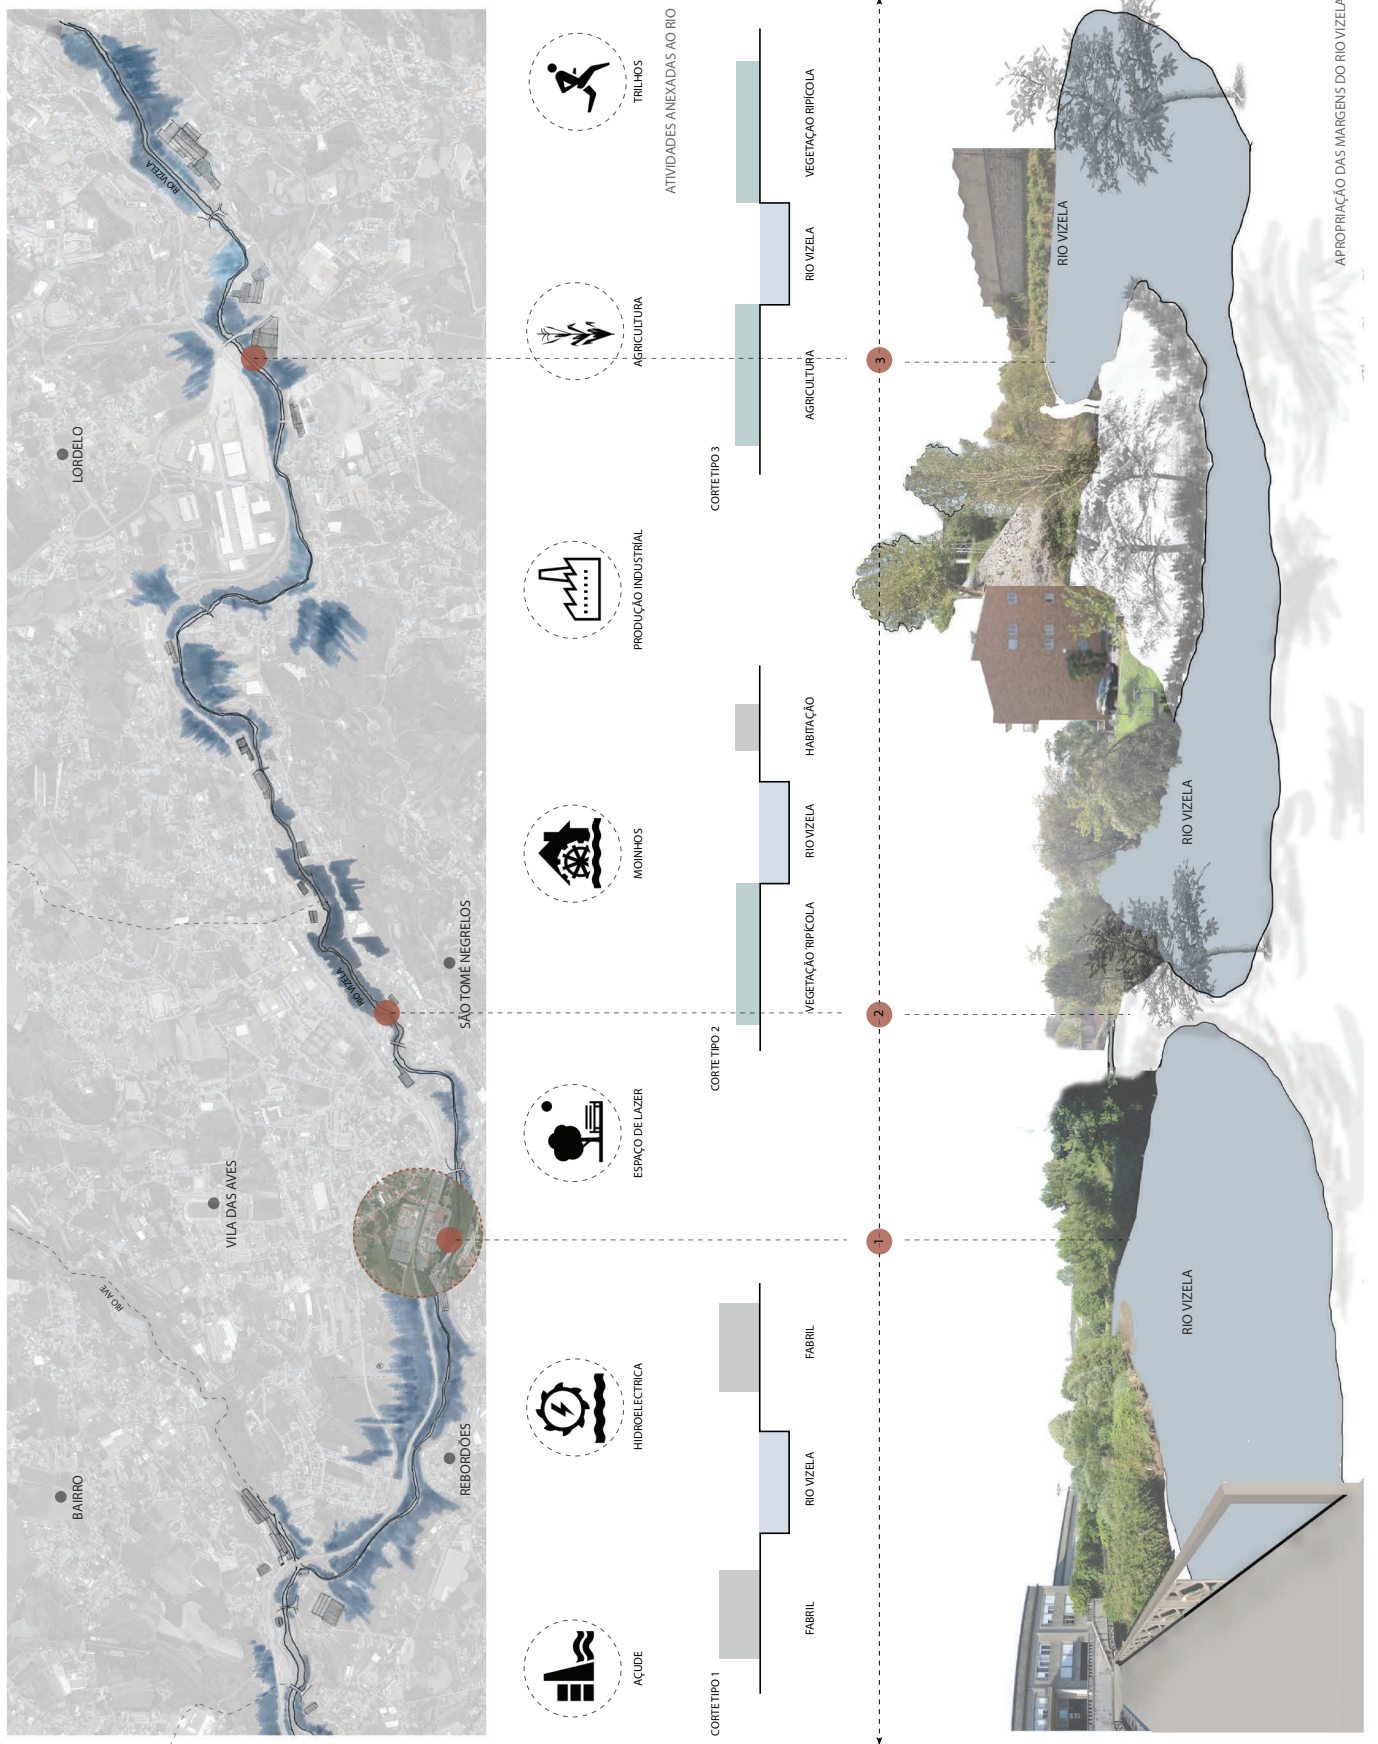 BAIRRO
RIO AVE
VILA DAS AVES
REBORDÕES
SÃO TOMÉ NEGRELOS
RIO VIZELA
LORDELO
RIO VIZELA
AÇUDE
HIDROELECTRICA
ESPAÇO DE LAZER
MOINHOS
PRODUÇÃO INDUSTRÍAL
AGRICULTURA
TRILHOS
ATIVIDADES ANEXADAS AO RIO
CORTE TIPO 1
FABRIL
RIO VIZELA
FABRIL
CORTE TIPO 2
VEGETAÇÃO RIPÍCOLA
RIO VIZELA
HABITAÇÃO
CORTE TIPO 3
AGRICULTURA
RIO VIZELA
VEGETAÇAO RIPÍCOLA
1
2
3
RIO VIZELA
RIO VIZELA
RIO VIZELA
APROPRIAÇÃO DAS MARGENS DO RIO VIZELA